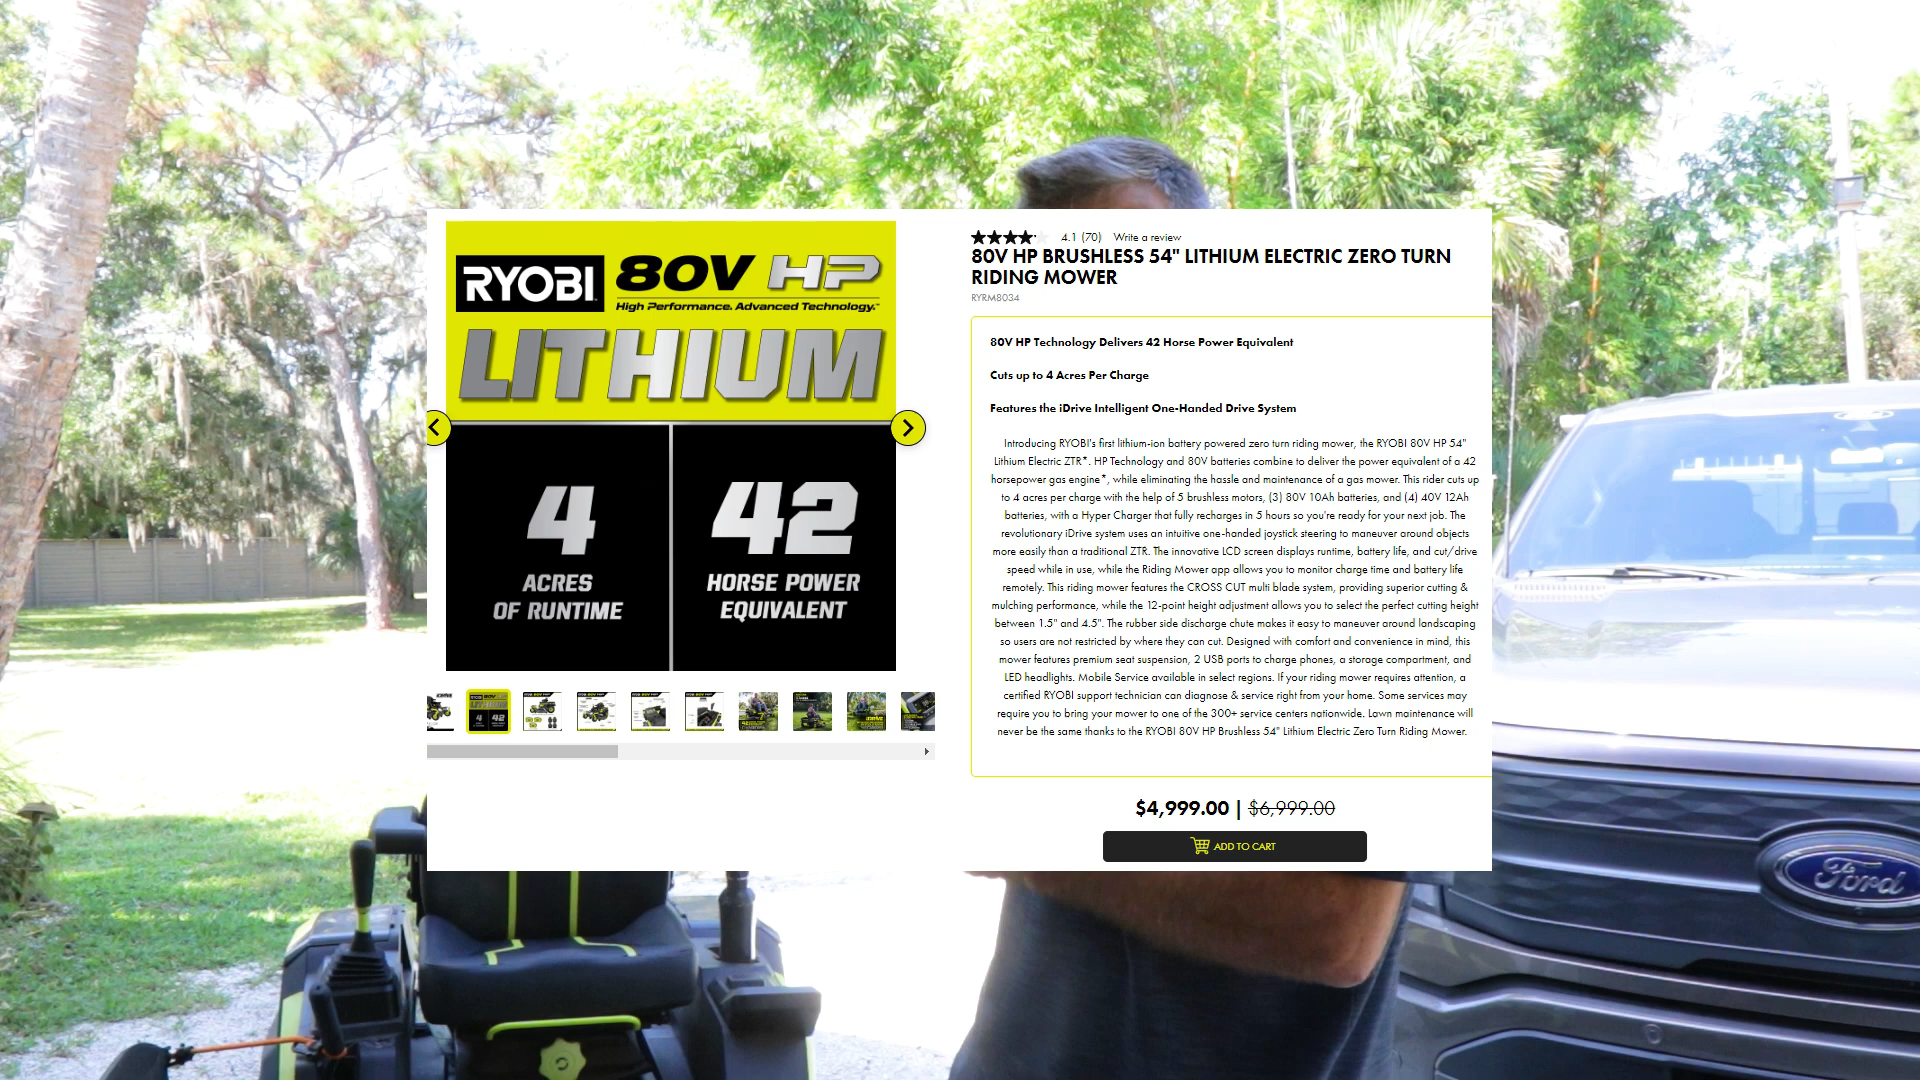 RYOBI 80V HP
High Performance. Advanced Technology.™
LITHIUM
4
ACRES
OF RUNTIME
42
HORSE POWER
EQUIVALENT
4.1 (70) Write a review
80V HP BRUSHLESS 54" LITHIUM ELECTRIC ZERO TURN
RIDING MOWER
RYRM8034
80V HP Technology Delivers 42 Horse Power Equivalent
Cuts up to 4 Acres Per Charge
Features the iDrive Intelligent One-Handed Drive System
Introducing RYOBI's first lithium-ion battery powered zero turn riding mower, the RYOBI 80V HP 54"
Lithium Electric ZTR*. HP Technology and 80V batteries combine to deliver the power equivalent of a 42
horsepower gas engine*, while eliminating the hassle and maintenance of a gas mower. This rider cuts up
to 4 acres per charge with the help of 5 brushless motors, (3) 80V 10Ah batteries, and (4) 40V 12Ah
batteries, with a Hyper Charger that fully recharges in 5 hours so you're ready for your next job. The
revolutionary iDrive system uses an intuitive one-handed joystick steering to maneuver around objects
more easily than a traditional ZTR. The innovative LCD screen displays runtime, battery life, and cut/drive
speed while in use, while the Riding Mower app allows you to monitor charge time and battery life
remotely. This riding mower features the CROSS CUT multi blade system, providing superior cutting &
mulching performance, while the 12-point height adjustment allows you to select the perfect cutting height
between 1.5" and 4.5". The rubber side discharge chute makes it easy to maneuver around landscaping
so users are not restricted by where they can cut. Designed with comfort and convenience in mind, this
mower features premium seat suspension, 2 USB ports to charge phones, a storage compartment, and
LED headlights. Mobile Service available in select regions. If your riding mower requires attention, a
certified RYOBI support technician can diagnose & service right from your home. Some services may
require you to bring your mower to one of the 300+ service centers nationwide. Lawn maintenance will
never be the same thanks to the RYOBI 80V HP Brushless 54" Lithium Electric Zero Turn Riding Mower.
$4,999.00 | $6,999.00
ADD TO CART
Ford